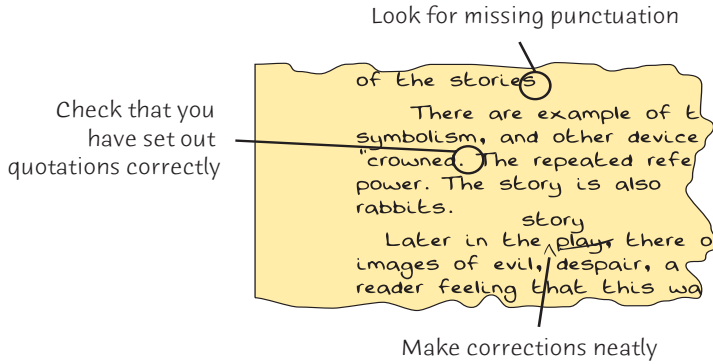 Look for missing punctuation
Check that you
have set out
quotations correctly
of the stories
There are example of t
symbolism, and other device
"crowned. The repeated refe
power. The story is also
rabbits.
story
Later in the ^ play, there o
images of evil, despair, a
reader feeling that this wa
Make corrections neatly